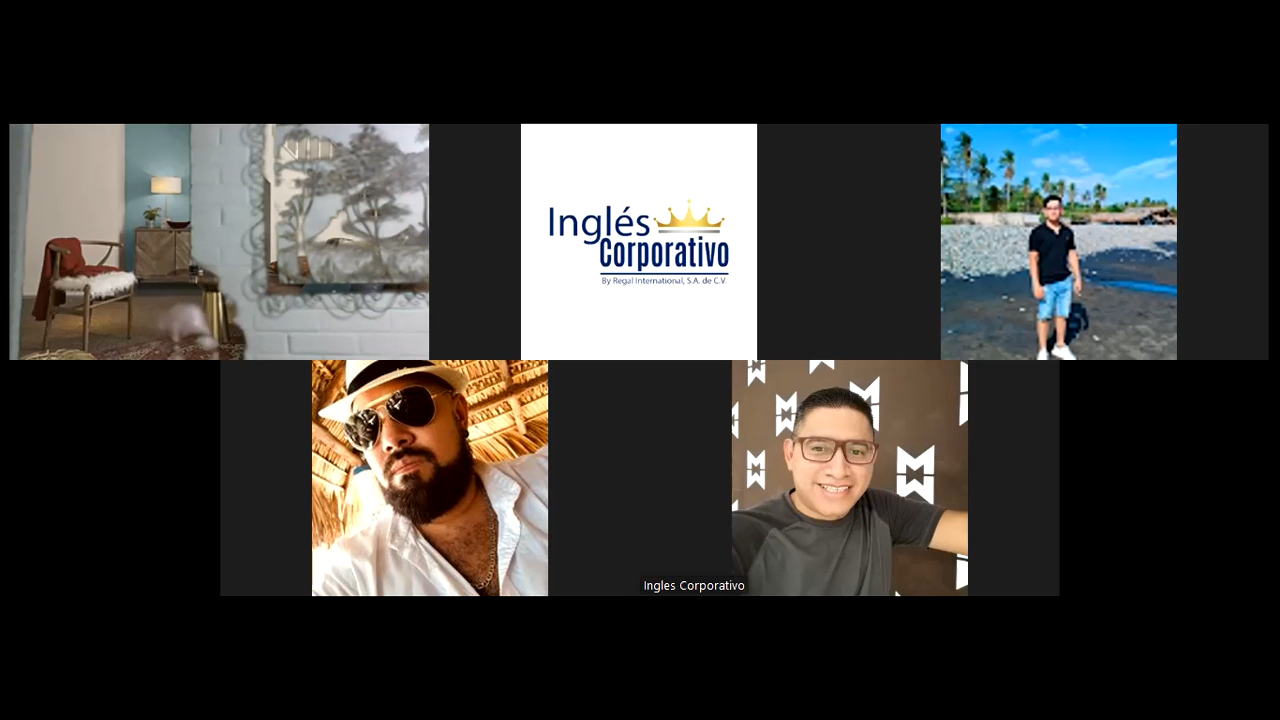 Inglés
Corporativo
By Regal International, S.A. de C.V.
Ingles Corporativo